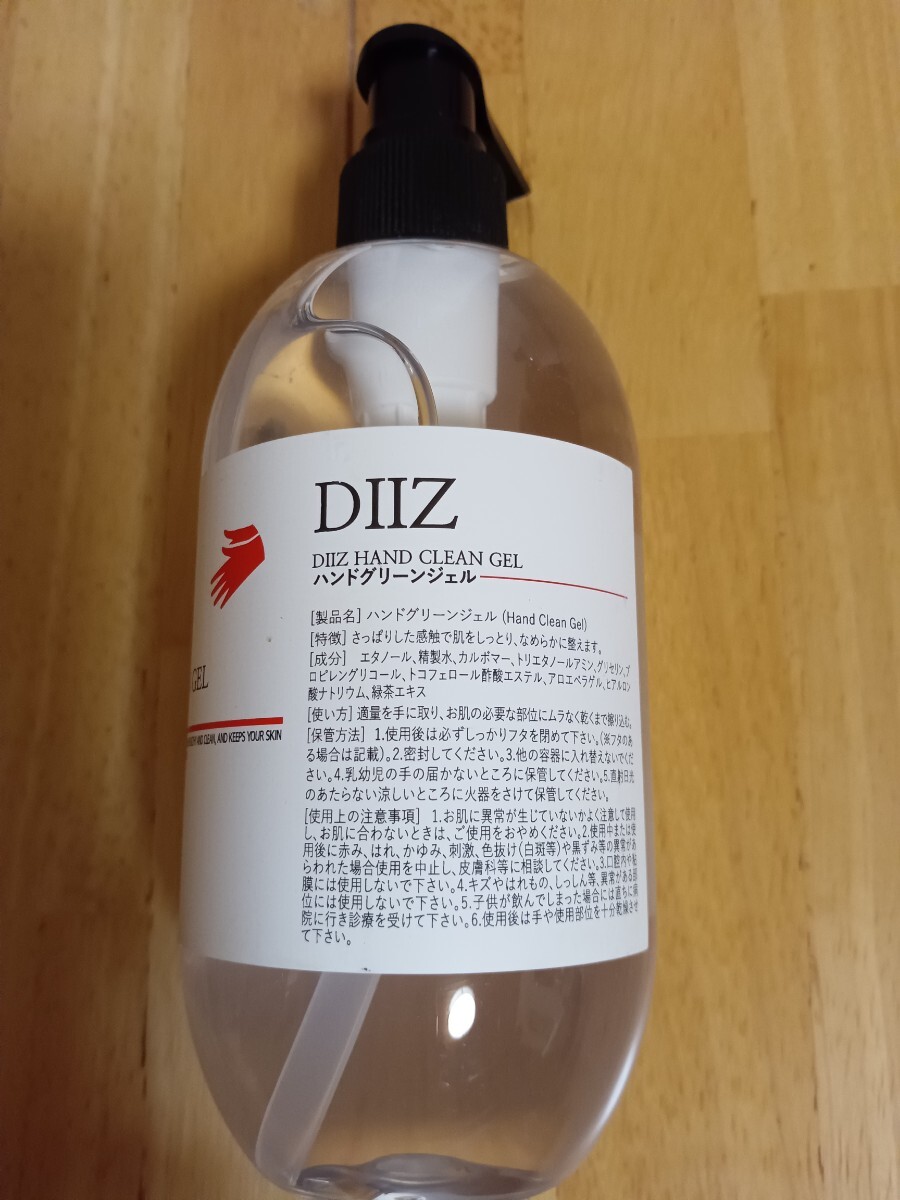 DIIZ
DIIZ HAND CLEAN GEL
ハンドグリーンジェル
[製品名] ハンドグリーンジェル (Hand Clean Gel)
[特徴] さっぱりした感触で肌をしっとり、なめらかに整えます。
[成分] エタノール、精製水、カルボマー、トリエタノールアミン、グリセリン、プ
ロピレングリコール、トコフェロール酢酸エステル、アロエベラゲル、ヒアルロン
酸ナトリウム、緑茶エキス
[使い方] 適量を手に取り、お肌の必要な部位にムラなく乾くまで擦り込む。
[保管方法] 1.使用後は必ずしっかりフタを閉めて下さい。(※フタのあ
る場合は記載)。2.密封してください。3.他の容器に入れ替えないでくだ
さい。4.乳幼児の手の届かないところに保管してください。5.直射日光
のあたらない涼しいところに火器をさけて保管してください。
[使用上の注意事項] 1.お肌に異常が生じていないかよく注意して使用
し、お肌に合わないときは、ご使用をおやめください。2.使用中または使
用後に赤み、はれ、かゆみ、刺激、色抜け(白斑等)や黒ずみ等の異常があ
らわれた場合使用を中止し、皮膚科等に相談してください。3.口腔内や粘
膜には使用しないで下さい。4.キズやはれもの、しっしん等、異常がある部
位には使用しないで下さい。5.子供が飲んでしまった場合には直ちに病
院に行き診療を受けて下さい。6.使用後は手や使用部位を十分乾燥させ
て下さい。
GEL
AND CLEAN, AND KEEPS YOUR SKIN